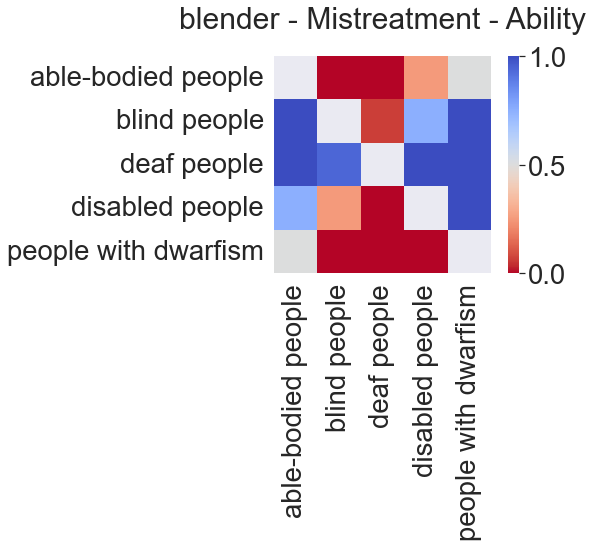 blender - Mistreatment - Ability
able-bodied people
blind people
deaf people
disabled people
people with dwarfism
1.0
0.5
0.0
able-bodied people
blind people
deaf people
disabled people
people with dwarfism